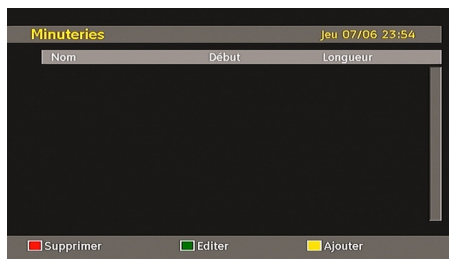 Minuteries Jeu 07/06 23:54
Nom Début Longueur
Supprimer Editer Ajouter